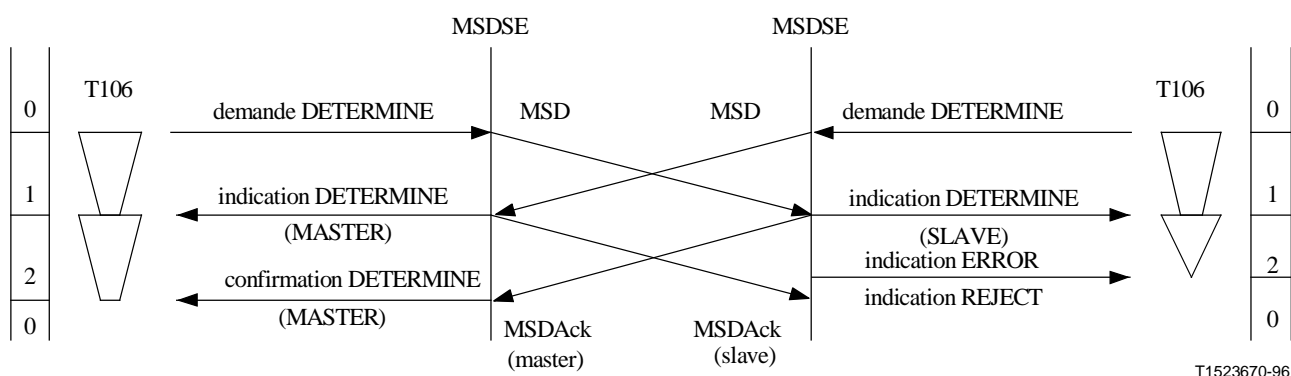 MSDSE MSDSE
T106 T106
0 demande DETERMINE MSD MSD demande DETERMINE 0
1 indication DETERMINE indication DETERMINE 1
(MASTER) (SLAVE)
indication ERROR
2 confirmation DETERMINE 2
indication REJECT
(MASTER)
0 MSDAck MSDAck 0
(master) (slave)
T1523670-96